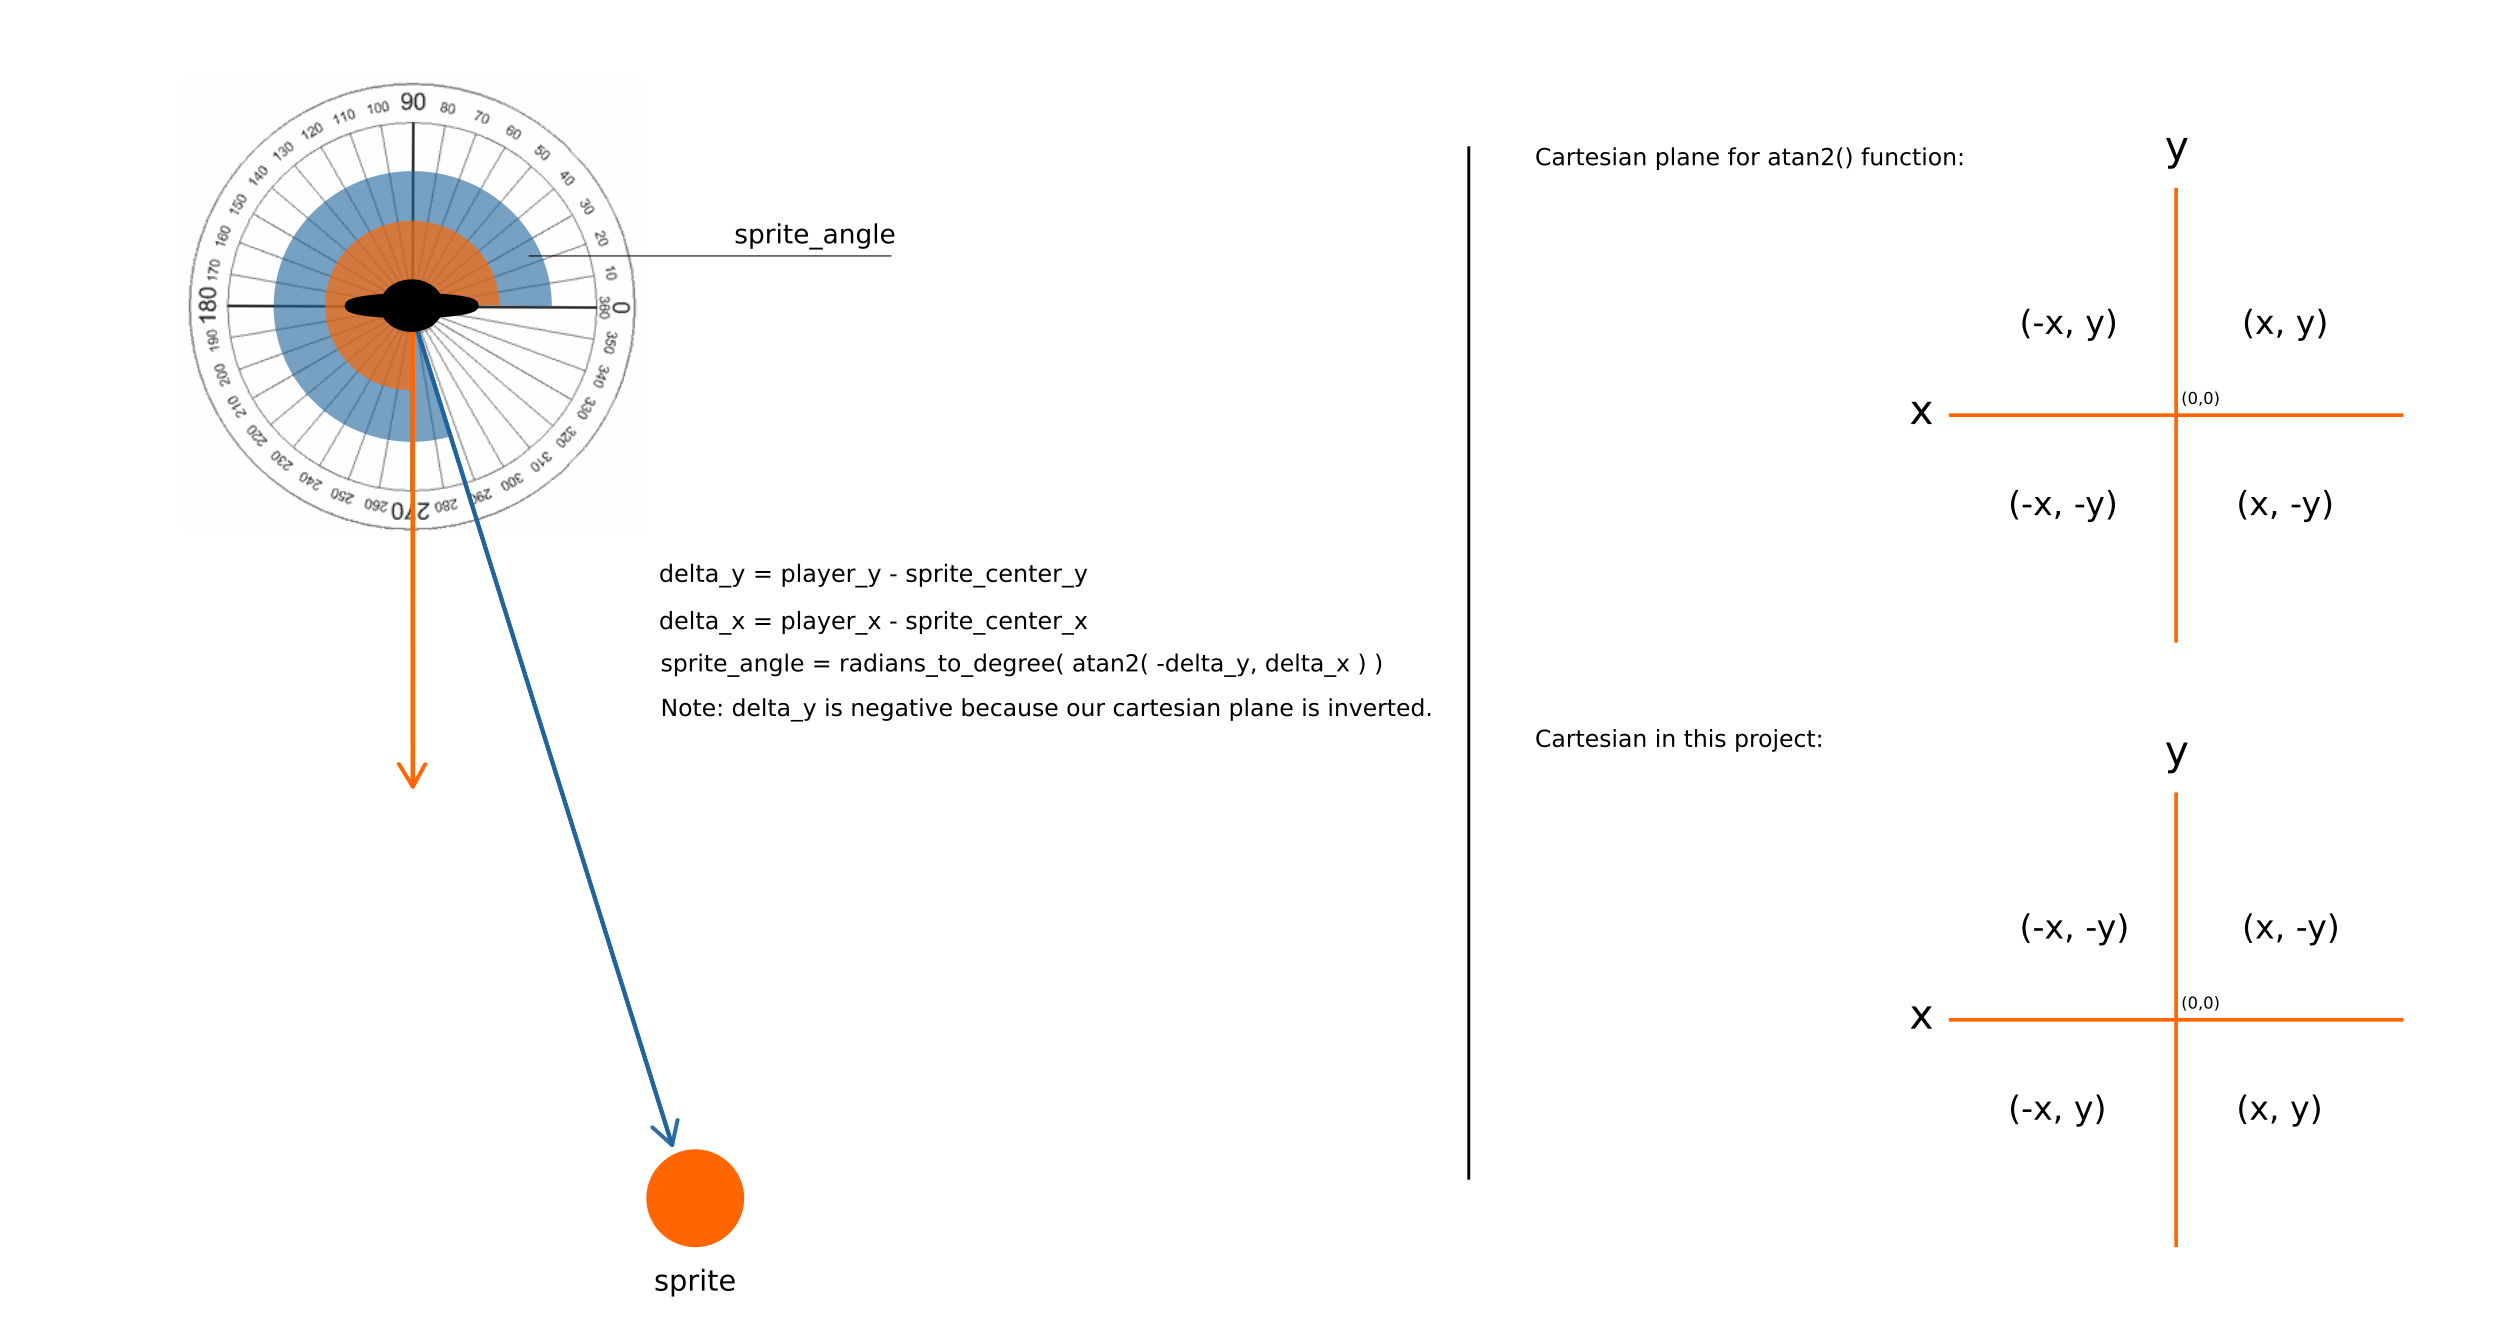 90
80
70
60
50
40
30
20
10
0
360
350
340
330
320
310
300
290
280
270
260
250
240
230
220
210
200
190
180
170
160
150
140
130
120
110
100
sprite_angle
delta_y = player_y - sprite_center_y
delta_x = player_x - sprite_center_x
sprite_angle = radians_to_degree( atan2( -delta_y, delta_x ) )
Note: delta_y is negative because our cartesian plane is inverted.
sprite
Cartesian plane for atan2() function:
y
(-x, y) (x, y)
(0,0)
x
(-x, -y) (x, -y)
Cartesian in this project:
y
(-x, -y) (x, -y)
(0,0)
x
(-x, y) (x, y)